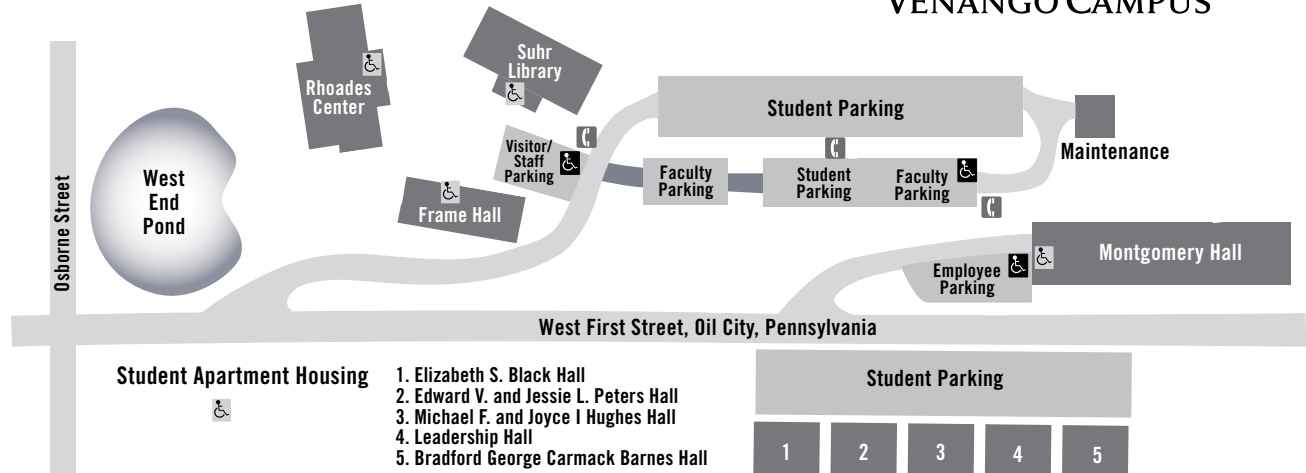 VENANGO CAMPUS
Suhr
Library
Rhoades
Center
Student Parking
Visitor/
Staff
Parking
Maintenance
Faculty
Parking
Student
Parking
Faculty
Parking
West
End
Pond
Osborne Street
Frame Hall
Montgomery Hall
Employee
Parking
West First Street, Oil City, Pennsylvania
Student Apartment Housing
1. Elizabeth S. Black Hall
2. Edward V. and Jessie L. Peters Hall
3. Michael F. and Joyce I Hughes Hall
4. Leadership Hall
5. Bradford George Carmack Barnes Hall
Student Parking
1 2 3 4 5